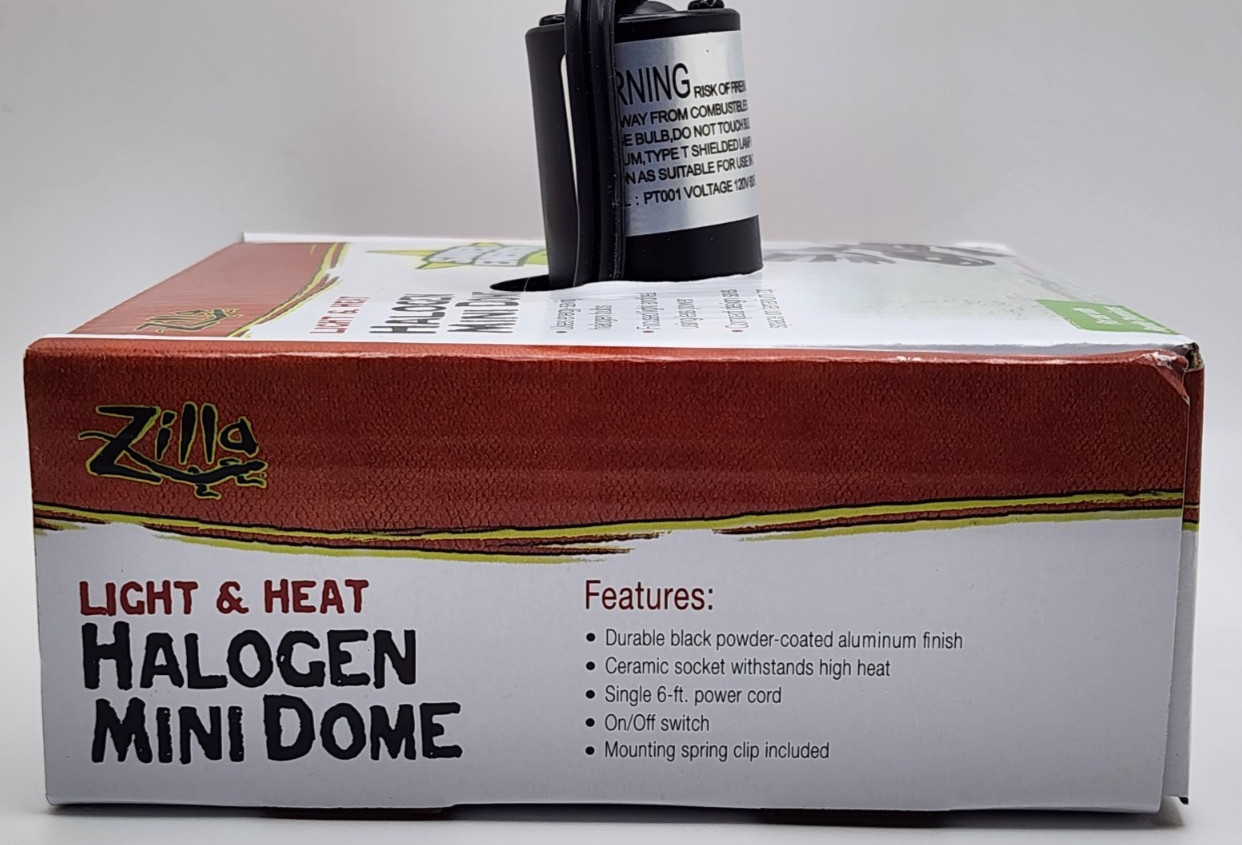 RNING RISK OF FIRE
WAY FROM COMBUSTIBLE
E BULB,DO NOT TOUCH BU
UM,TYPE T SHIELDED LAMP
N AS SUITABLE FOR USE IN
: PT001 VOLTAGE 120V 60
Zilla
LIGHT & HEAT
HALOGEN
MINI DOME
Zilla
LIGHT & HEAT
HALOGEN
MINI DOME
Features:
• Durable black powder-coated aluminum finish
• Ceramic socket withstands high heat
• Single 6-ft. power cord
• On/Off switch
• Mounting spring clip included